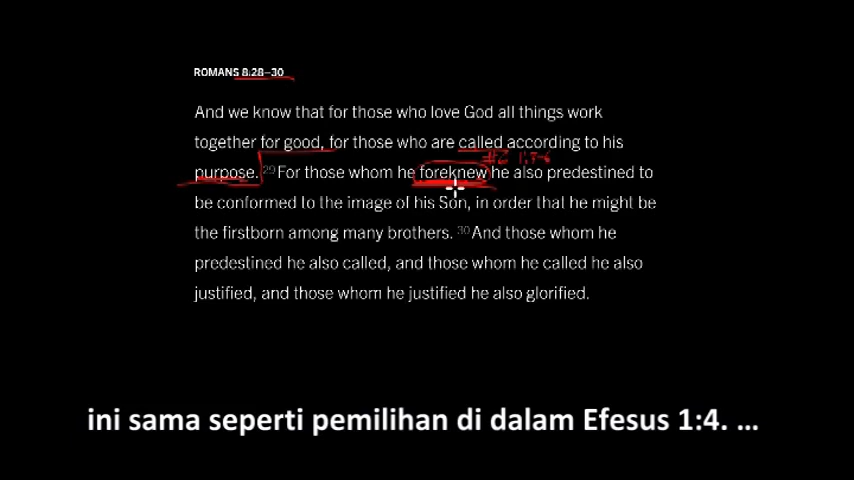 ROMANS 8:28–30
And we know that for those who love God all things work
together for good, for those who are called according to his
purpose. 29 For those whom he foreknew he also predestined to
be conformed to the image of his Son, in order that he might be
the firstborn among many brothers. 30 And those whom he
predestined he also called, and those whom he called he also
justified, and those whom he justified he also glorified.
ini sama seperti pemilihan di dalam Efesus 1:4. ...